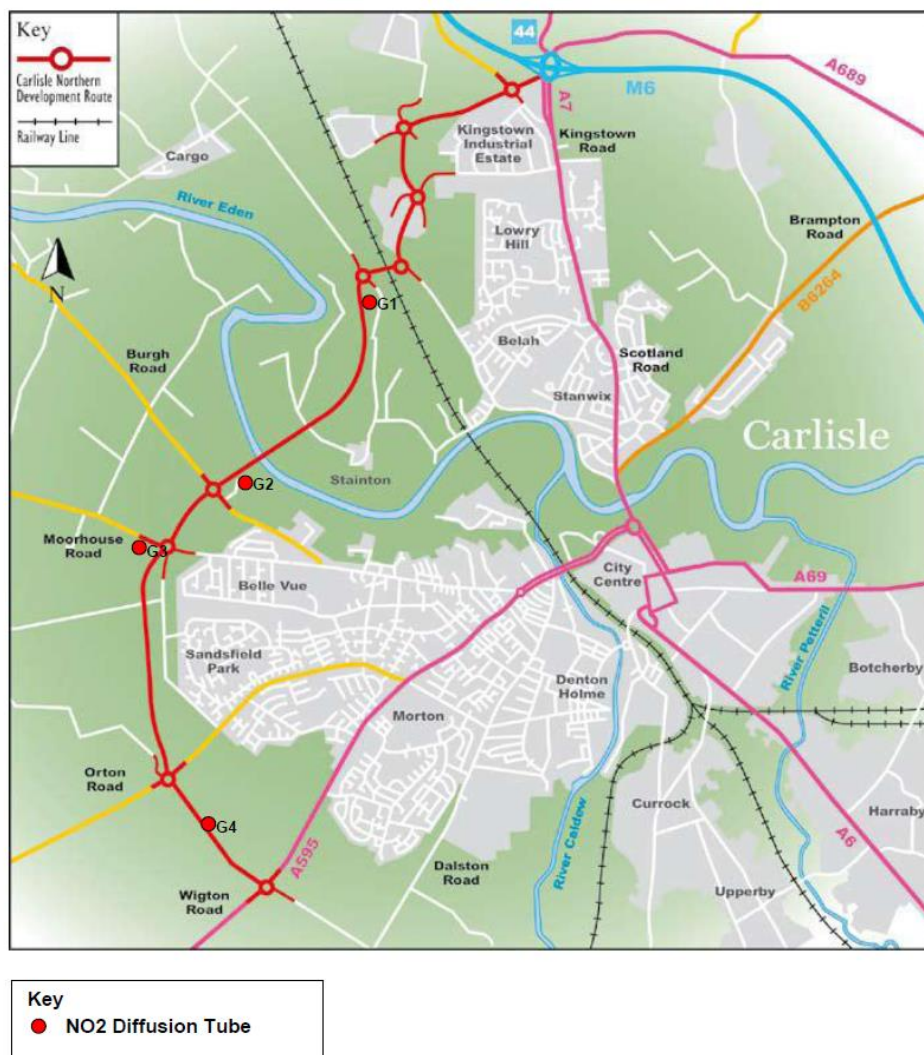 Key
Carlisle Northern
Development Route
Railway Line
44
A689
M6
A7
Kingstown
Industrial
Estate
Kingstown
Road
Cargo
River Eden
Brampton
Road
Lowry
Hill
N
G1
B6264
Burgh
Road
Belah
Scotland
Road
Stanwix
Carlisle
Stainton
G2
Moorhouse
Road
G3
Belle Vue
City
Centre
A69
River Petteril
Sandsfield
Park
Denton
Holme
Botcherby
Morton
Orton
Road
Currock
Harraby
G4
A595
River Caldew
A6
Dalston
Road
Wigton
Road
Upperby
Key
NO2 Diffusion Tube